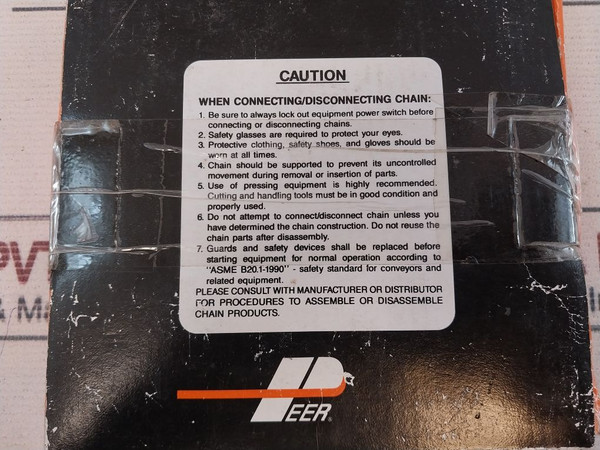 CAUTION
WHEN CONNECTING/DISCONNECTING CHAIN:
1. Be sure to always lock out equipment power switch before
connecting or disconnecting chains.
2. Safety glasses are required to protect your eyes.
3. Protective clothing, safety shoes, and gloves should be
worn at all times.
4. Chain should be supported to prevent its uncontrolled
movement during removal or insertion of parts.
5. Use of pressing equipment is highly recommended.
Cutting and handling tools must be in good condition and
properly used.
6. Do not attempt to connect/disconnect chain unless you
have determined the chain construction. Do not reuse the
chain parts after disassembly.
7. Guards and safety devices shall be replaced before
starting equipment for normal operation according to
"ASME B20.1-1990" - safety standard for conveyors and
related equipment.
PLEASE CONSULT WITH MANUFACTURER OR DISTRIBUTOR
FOR PROCEDURES TO ASSEMBLE OR DISASSEMBLE
CHAIN PRODUCTS.
PEER®